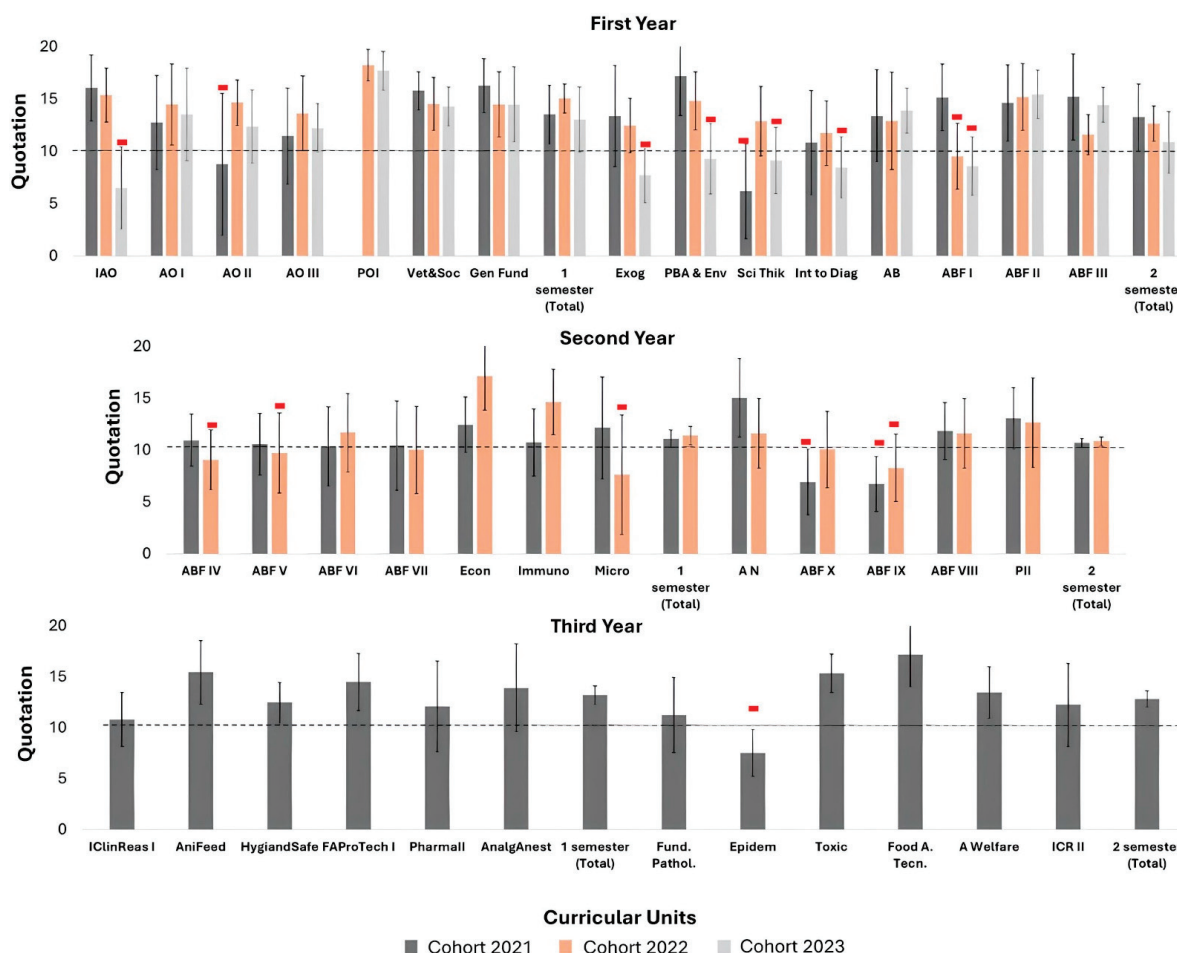 First Year
Quotation
20
15
10
5
0
IAO AO I AO II AO III POI Vet&Soc Gen Fund 1 semester (Total) Exog PBA & Env Sci Thik Int to Diag AB ABF I ABF II ABF III 2 semester (Total)
Second Year
Quotation
20
15
10
5
0
ABF IV ABF V ABF VI ABF VII Econ Immuno Micro 1 semester (Total) A N ABF X ABF IX ABF VIII PII 2 semester (Total)
Third Year
Quotation
20
15
10
5
0
IClinReas I AniFeed HygiandSafe FAProTech I PharmaII AnalgAnest 1 semester (Total) Fund. Pathol. Epidem Toxic Food A. Tecn. A Welfare ICR II 2 semester (Total)
Curricular Units
Cohort 2021 Cohort 2022 Cohort 2023